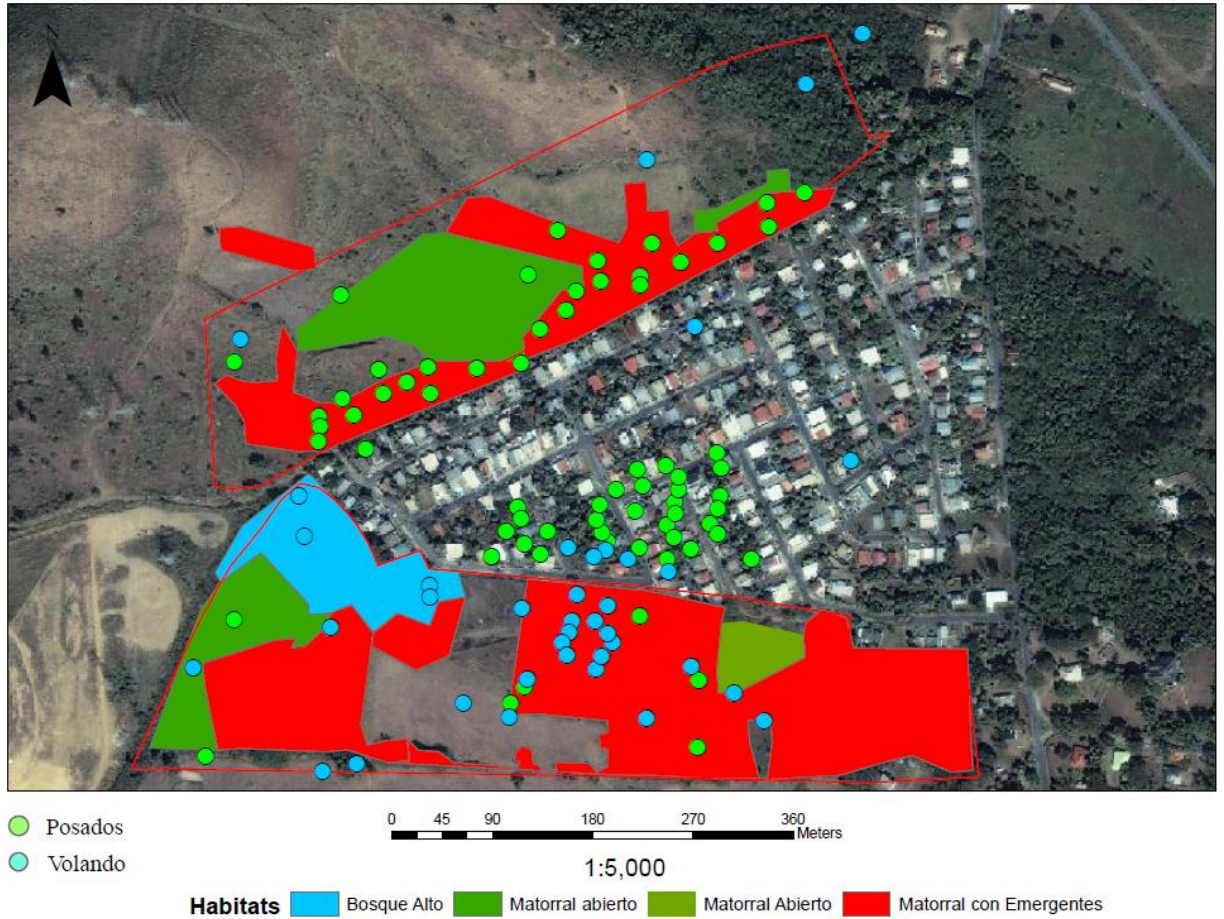 Posados
Volando
0 45 90 180 270 360
Meters
1:5,000
Habitats Bosque Alto Matorral abierto Matorral Abierto Matorral con Emergentes